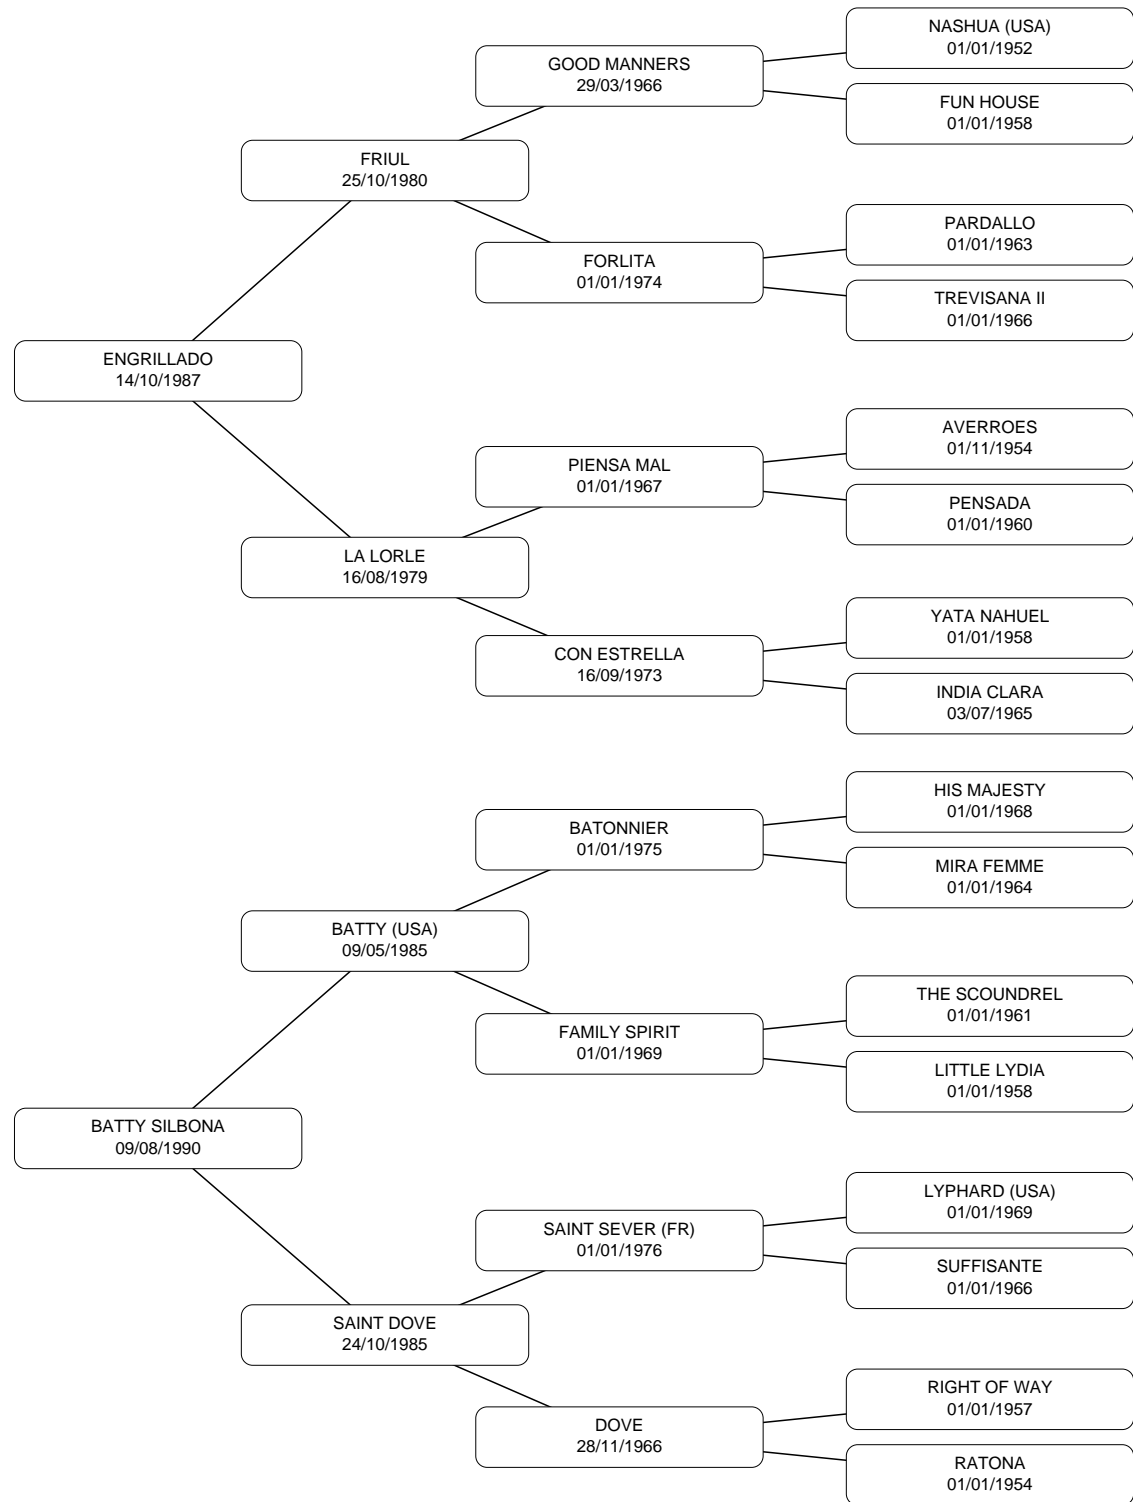 NASHUA (USA)
01/01/1952
GOOD MANNERS
29/03/1966
FUN HOUSE
01/01/1958
FRIUL
25/10/1980
PARDALLO
01/01/1963
FORLITA
01/01/1974
TREVISANA II
01/01/1966
ENGRILLADO
14/10/1987
AVERROES
01/11/1954
PIENSA MAL
01/01/1967
PENSADA
01/01/1960
LA LORLE
16/08/1979
YATA NAHUEL
01/01/1958
CON ESTRELLA
16/09/1973
INDIA CLARA
03/07/1965
HIS MAJESTY
01/01/1968
BATONNIER
01/01/1975
MIRA FEMME
01/01/1964
BATTY (USA)
09/05/1985
THE SCOUNDREL
01/01/1961
FAMILY SPIRIT
01/01/1969
LITTLE LYDIA
01/01/1958
BATTY SILBONA
09/08/1990
LYPHARD (USA)
01/01/1969
SAINT SEVER (FR)
01/01/1976
SUFFISANTE
01/01/1966
SAINT DOVE
24/10/1985
RIGHT OF WAY
01/01/1957
DOVE
28/11/1966
RATONA
01/01/1954